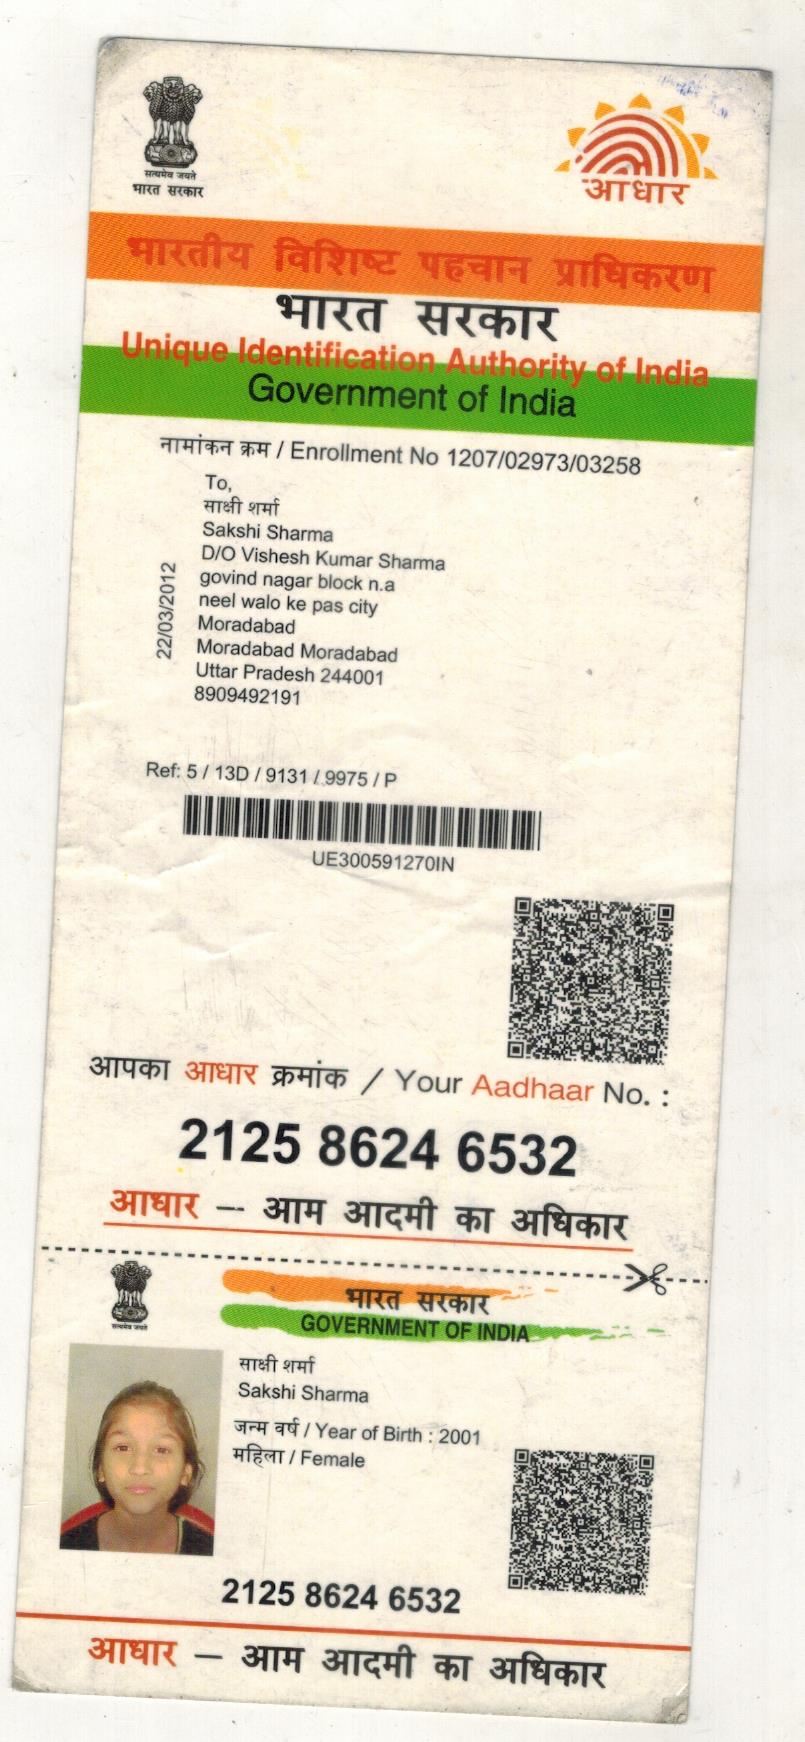 सत्यमेव जयते
भारत सरकार
आधार
भारतीय विशिष्ट पहचान प्राधिकरण
भारत सरकार
Unique Identification Authority of India
Government of India
नामांकन क्रम / Enrollment No 1207/02973/03258
To,
साक्षी शर्मा
Sakshi Sharma
D/O Vishesh Kumar Sharma
govind nagar block n.a
neel walo ke pas city
Moradabad
Moradabad Moradabad
Uttar Pradesh 244001
8909492191
22/03/2012
Ref: 5 / 13D / 9131 / 9975 / P
UE300591270IN
आपका आधार क्रमांक / Your Aadhaar No. :
2125 8624 6532
आधार — आम आदमी का अधिकार
सत्यमेव जयते
भारत सरकार
GOVERNMENT OF INDIA
साक्षी शर्मा
Sakshi Sharma
जन्म वर्ष / Year of Birth : 2001
महिला / Female
2125 8624 6532
आधार — आम आदमी का अधिकार